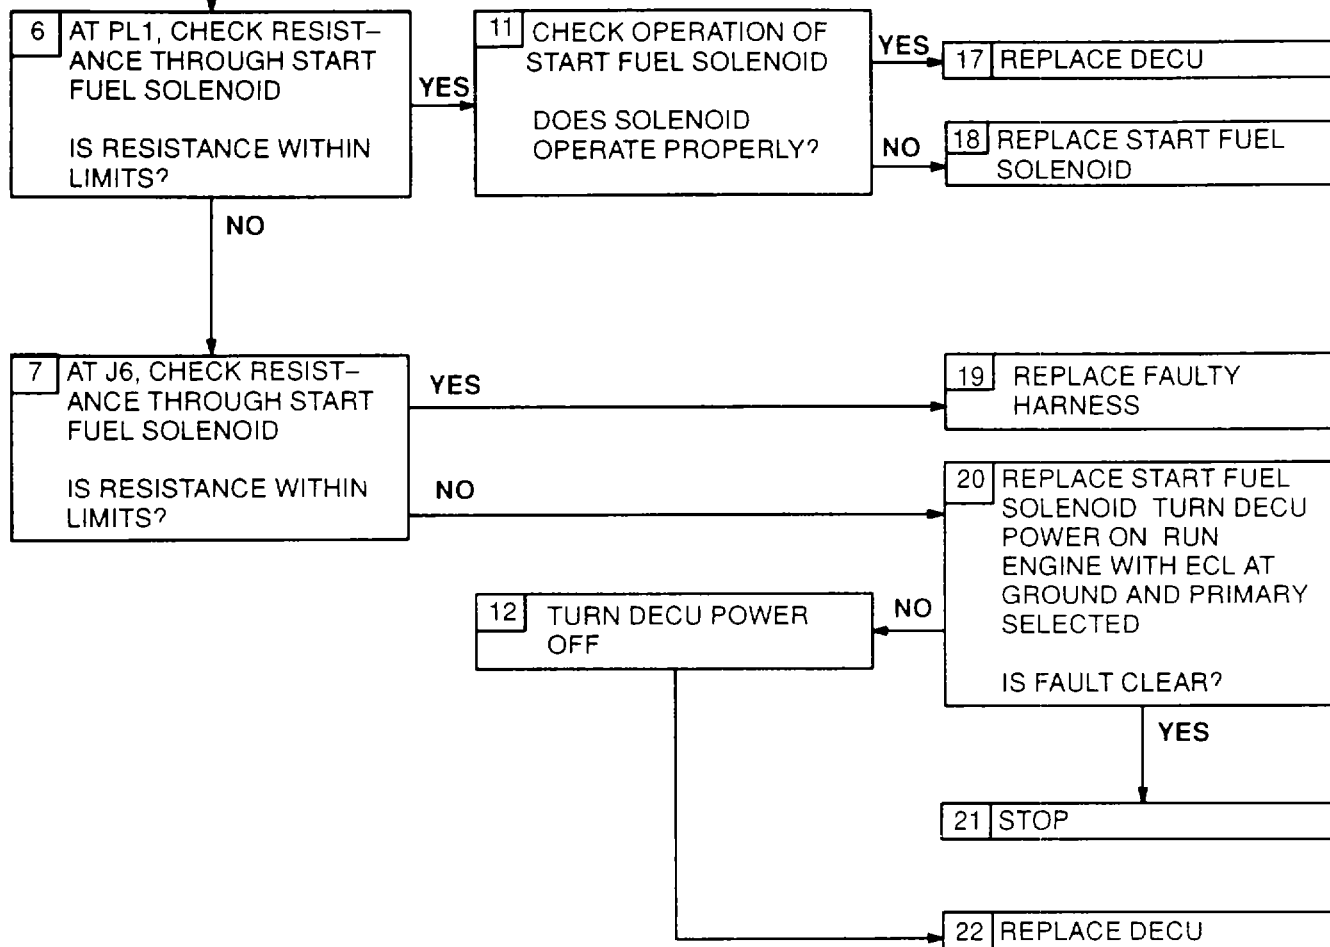 6 AT PL1, CHECK RESIST–
ANCE THROUGH START
FUEL SOLENOID
IS RESISTANCE WITHIN
LIMITS?
YES
NO
11 CHECK OPERATION OF
START FUEL SOLENOID
DOES SOLENOID
OPERATE PROPERLY?
YES
NO
17 REPLACE DECU
18 REPLACE START FUEL
SOLENOID
7 AT J6, CHECK RESIST–
ANCE THROUGH START
FUEL SOLENOID
IS RESISTANCE WITHIN
LIMITS?
YES
NO
19 REPLACE FAULTY
HARNESS
20 REPLACE START FUEL
SOLENOID TURN DECU
POWER ON RUN
ENGINE WITH ECL AT
GROUND AND PRIMARY
SELECTED
IS FAULT CLEAR?
NO
YES
12 TURN DECU POWER
OFF
21 STOP
22 REPLACE DECU